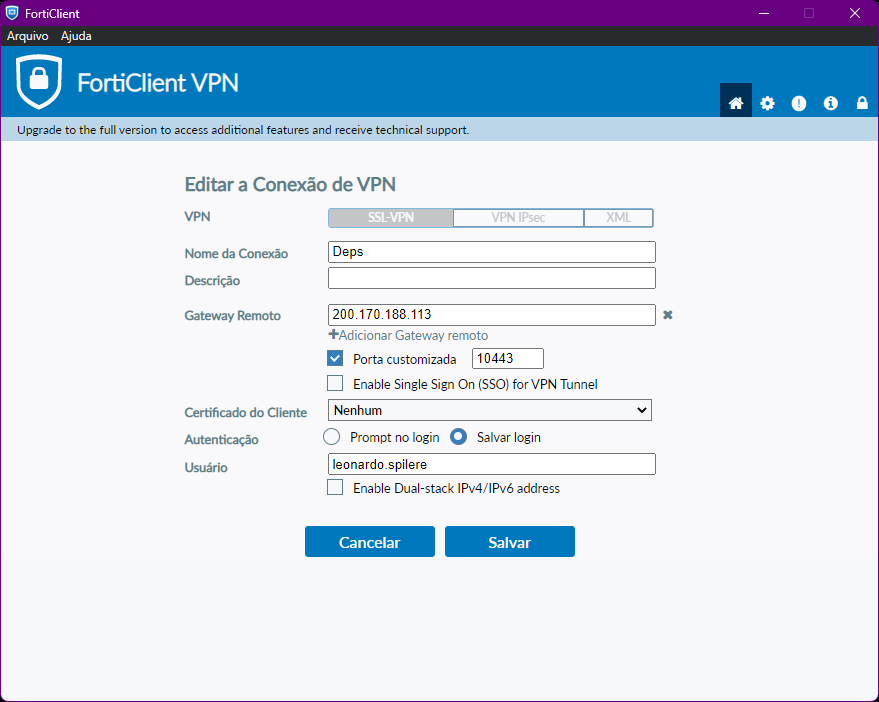 FortiClient
Arquivo Ajuda
FortiClient VPN
Upgrade to the full version to access additional features and receive technical support.
Editar a Conexão de VPN
VPN SSL-VPN VPN IPsec XML
Nome da Conexão Deps
Descrição
Gateway Remoto 200.170.188.113
+Adicionar Gateway remoto
Porta customizada 10443
Enable Single Sign On (SSO) for VPN Tunnel
Certificado do Cliente Nenhum
Autenticação Prompt no login Salvar login
Usuário leonardo.spilere
Enable Dual-stack IPv4/IPv6 address
Cancelar Salvar